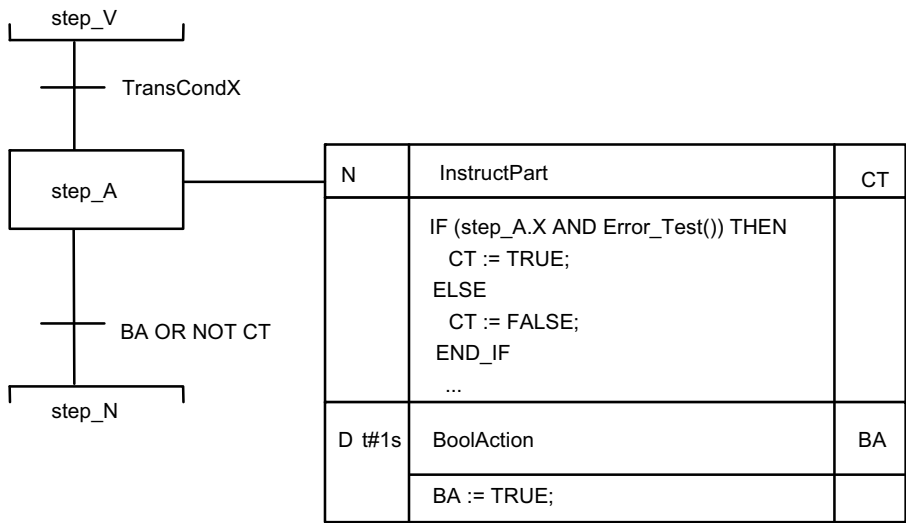 step_V
TransCondX
step_A
N InstructPart CT
IF (step_A.X AND Error_Test()) THEN
CT := TRUE;
ELSE
CT := FALSE;
END_IF
...
BA OR NOT CT
step_N
D t#1s BoolAction BA
BA := TRUE;